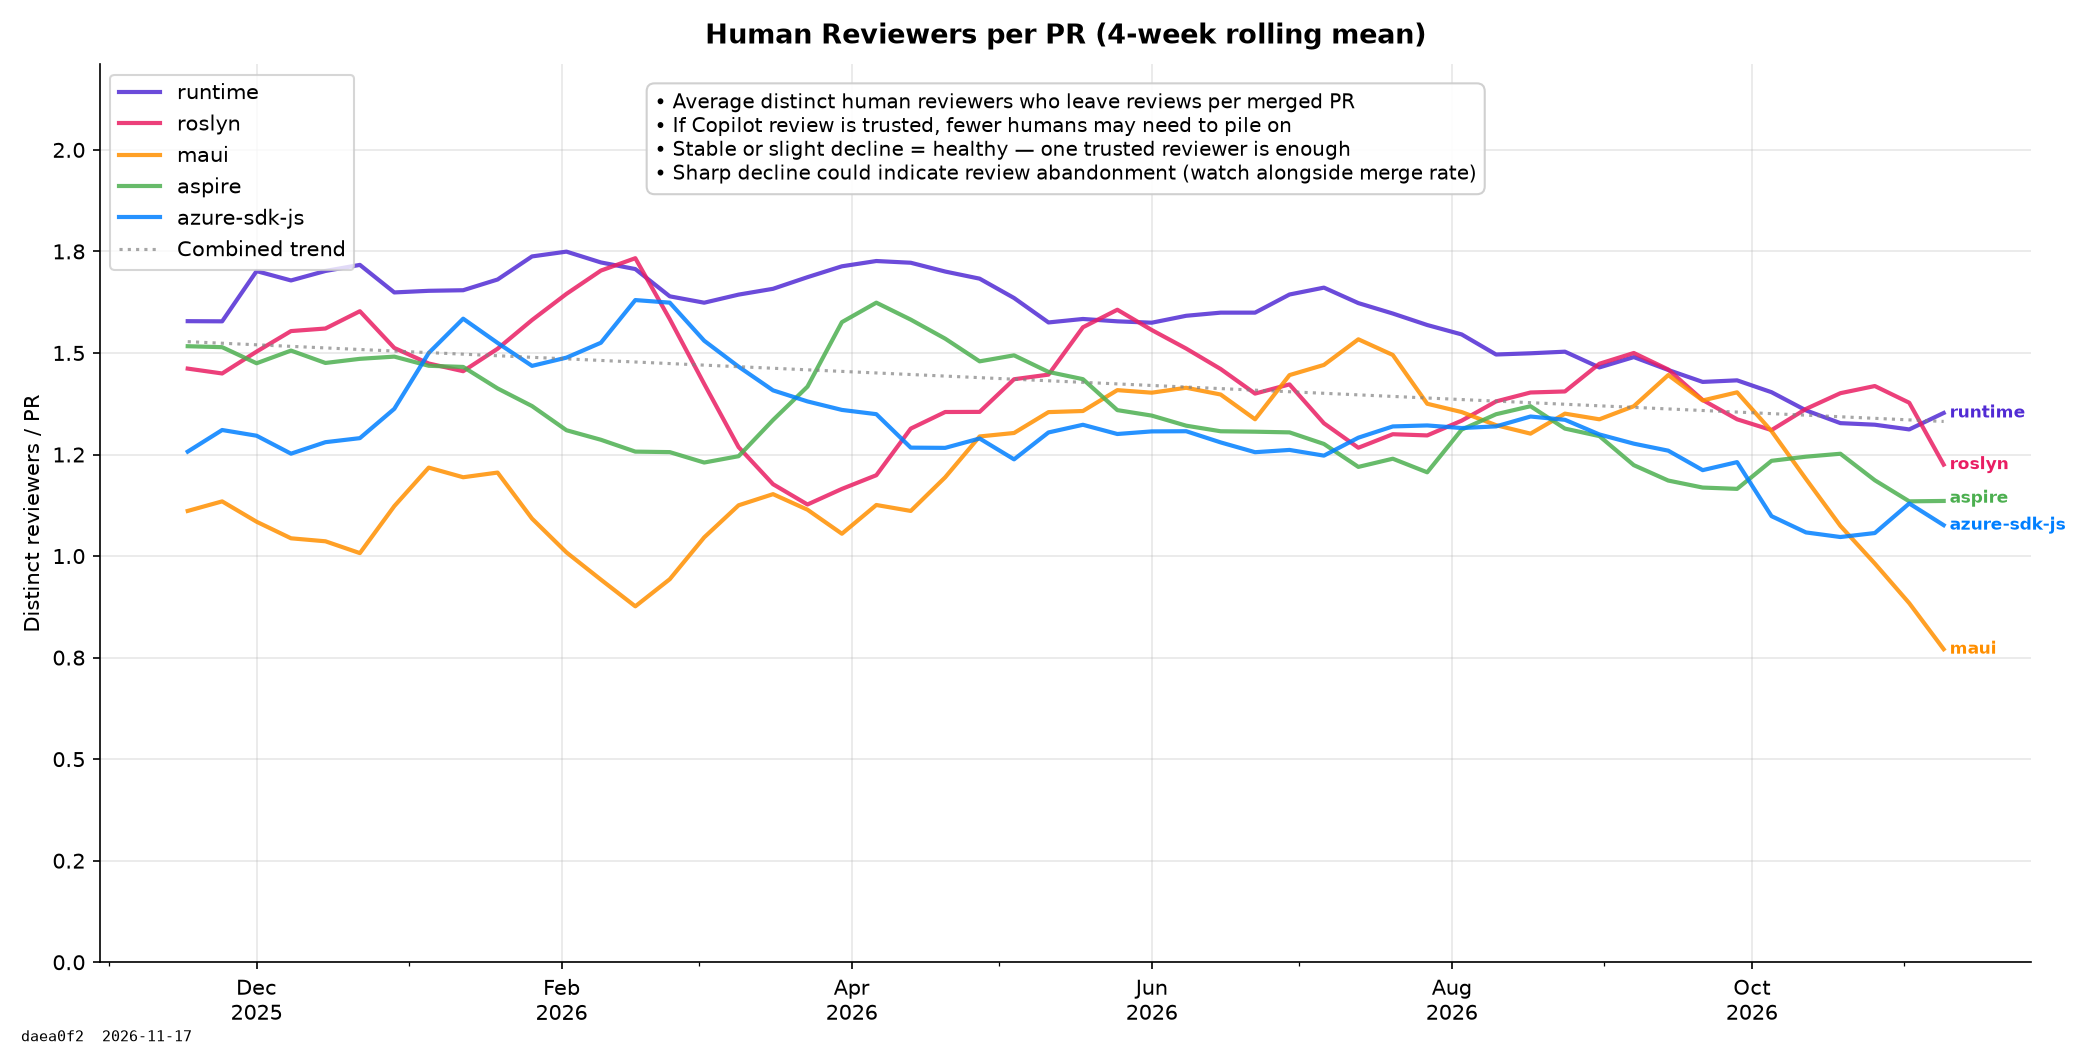 Human Reviewers per PR (4-week rolling mean)
runtime
roslyn
maui
aspire
azure-sdk-js
Combined trend
• Average distinct human reviewers who leave reviews per merged PR
• If Copilot review is trusted, fewer humans may need to pile on
• Stable or slight decline = healthy — one trusted reviewer is enough
• Sharp decline could indicate review abandonment (watch alongside merge rate)
Distinct reviewers / PR
2.0
1.8
1.5
1.2
1.0
0.8
0.5
0.2
0.0
runtime
roslyn
aspire
azure-sdk-js
maui
Dec
2025
Feb
2026
Apr
2026
Jun
2026
Aug
2026
Oct
2026
daea0f2 2026-11-17